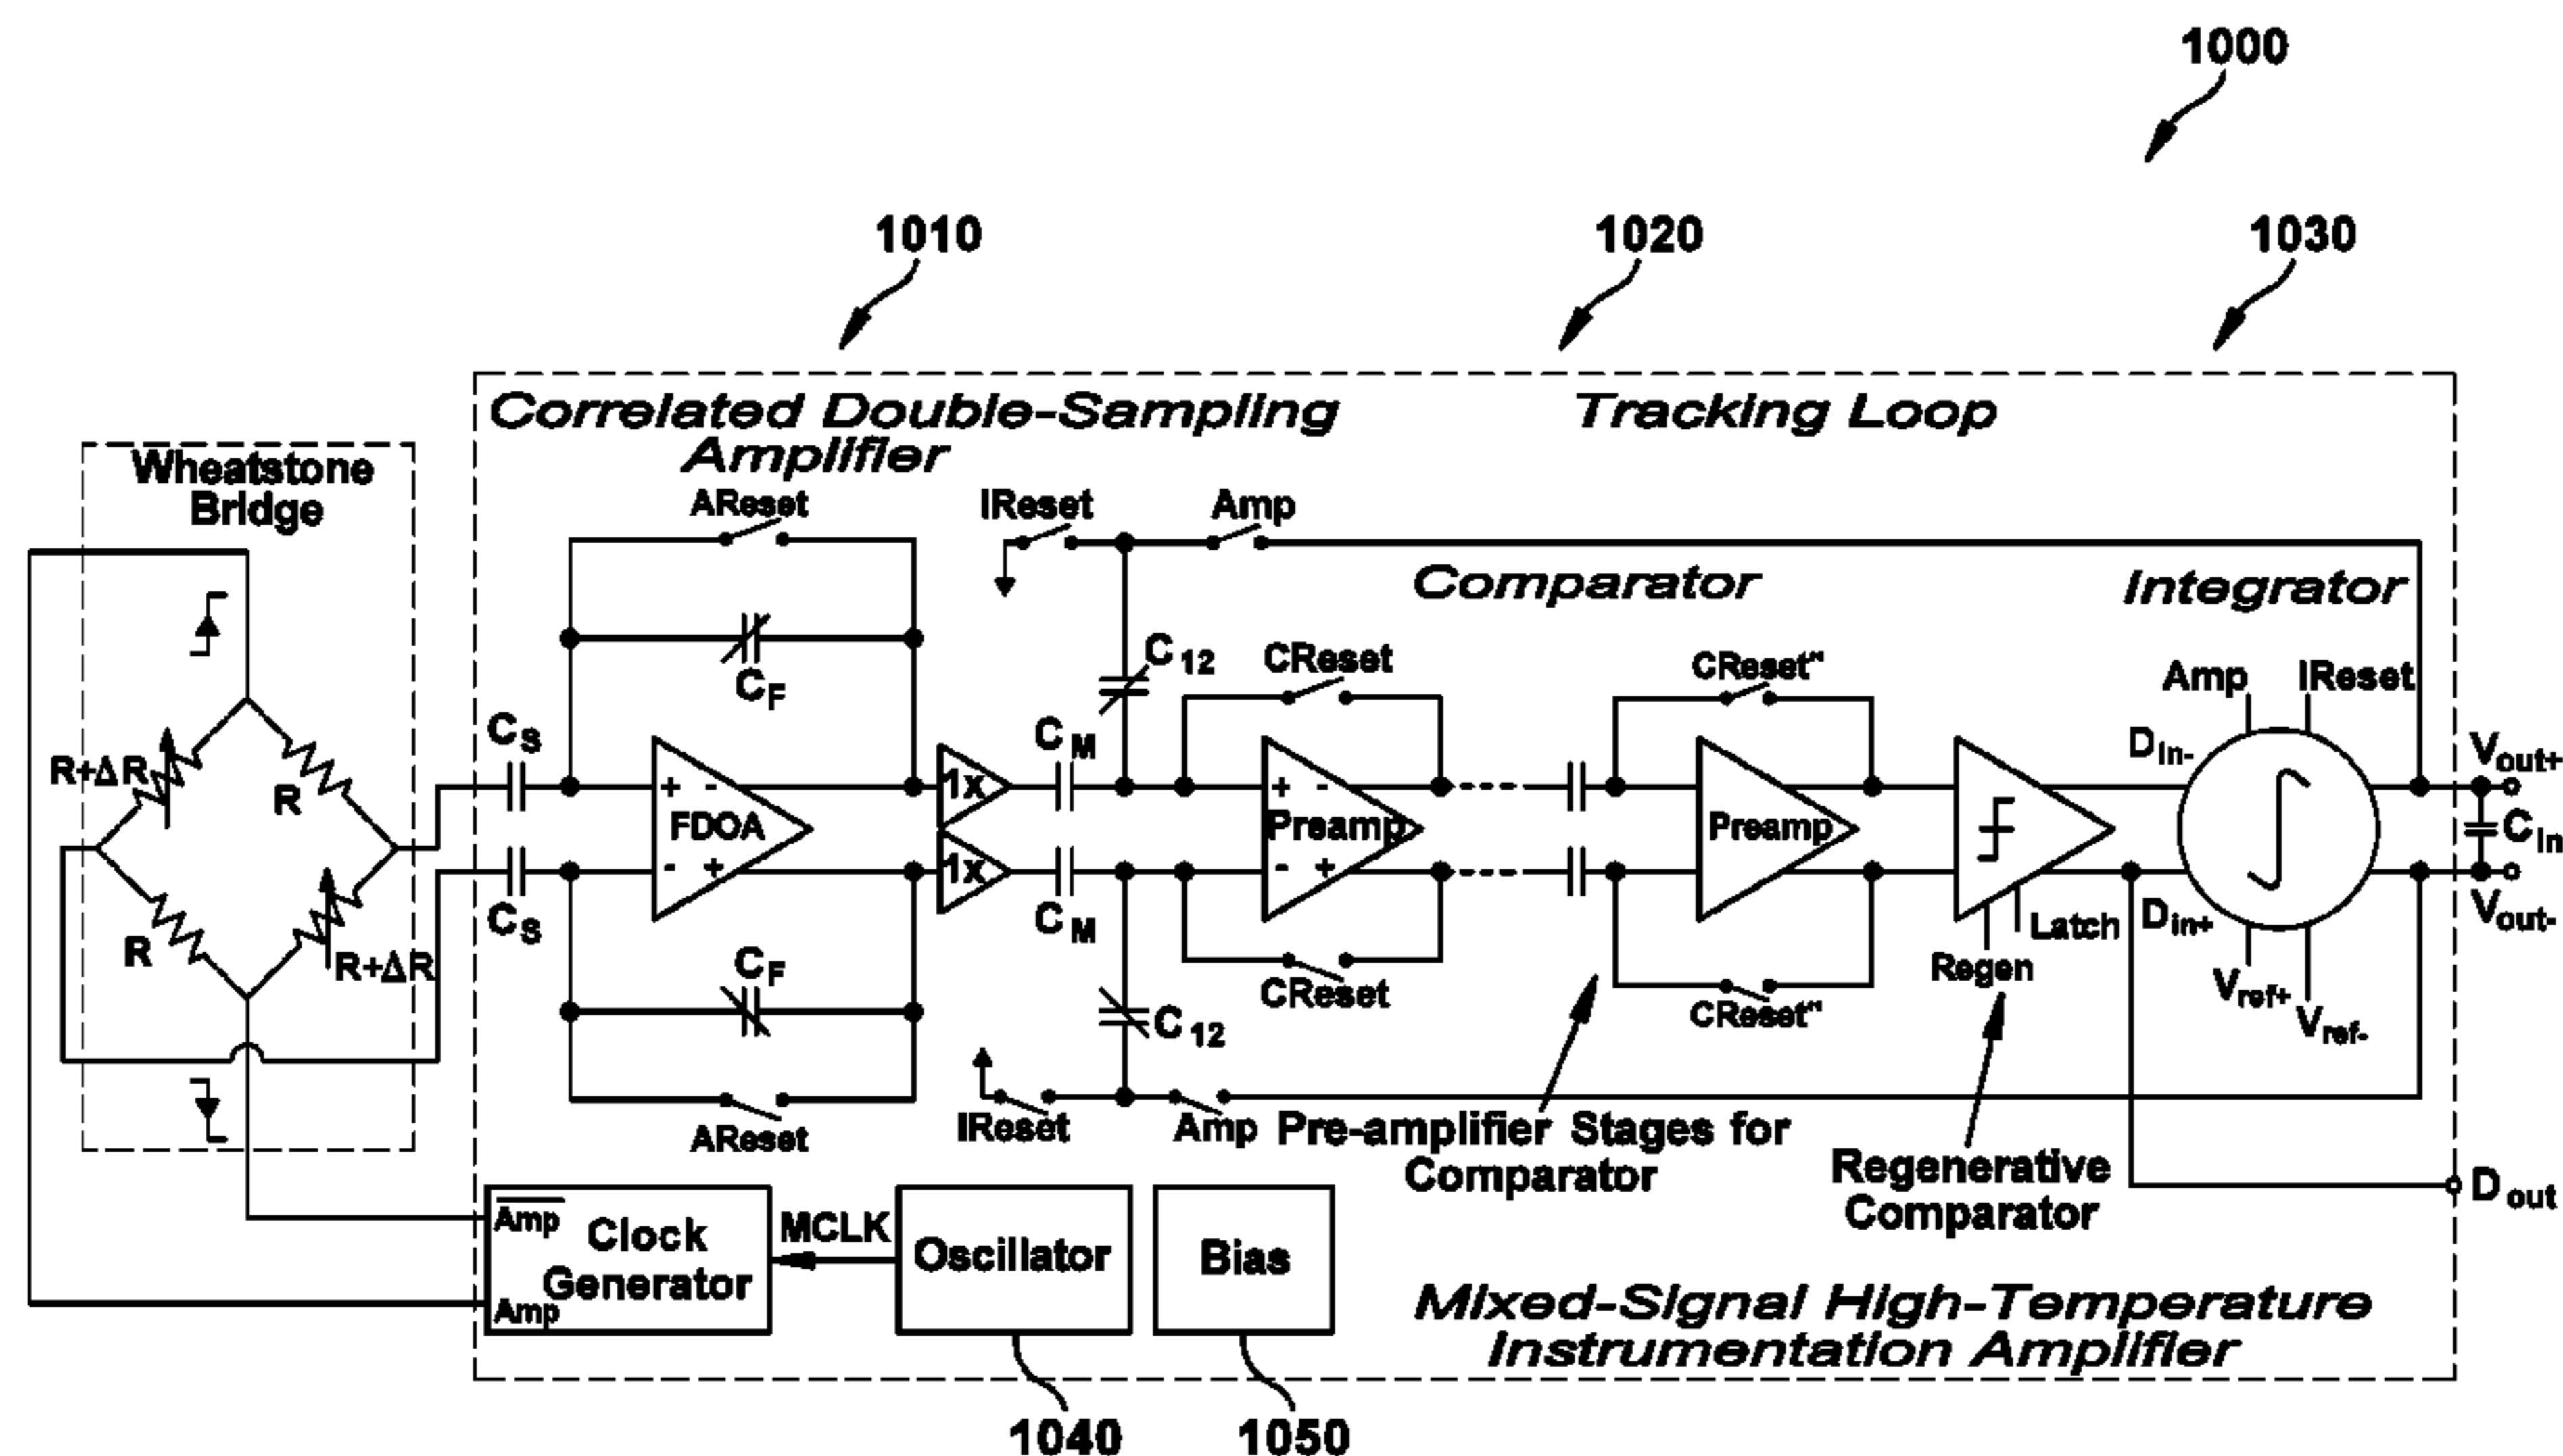 1000
1010
1020
1030
Correlated Double-Sampling
Amplifier
Tracking Loop
Wheatstone
Bridge
AReset
IReset
Amp
Comparator
Integrator
CF
C12
CReset
CReset"
Amp
IReset
R+ΔR
R
CS
CM
+ -
FDOA
- +
1x
1x
+ -
Preamp
- +
Preamp
Din-
Vout+
Cin
Vout-
Din+
R
R+ΔR
CS
CM
Latch
Regen
CF
CReset
C12
CReset"
Vref+
Vref-
AReset
IReset
Amp
Pre-amplifier Stages for
Comparator
Regenerative
Comparator
Dout
Amp
Clock
Generator
Amp
MCLK
Oscillator
Bias
Mixed-Signal High-Temperature
Instrumentation Amplifier
1040
1050